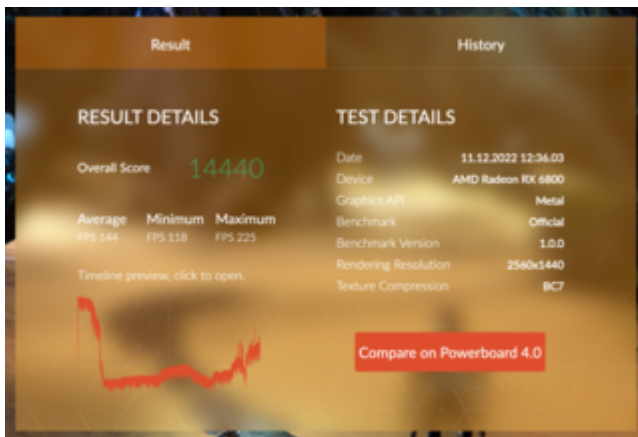 Result
History
RESULT DETAILS
Overall Score 14440
Average Minimum Maximum
FPS 144 FPS 118 FPS 225
Timeline preview, click to open.
TEST DETAILS
Date 11.12.2022 12:36.03
Device AMD Radeon RX 6800
Graphics API Metal
Benchmark Official
Benchmark Version 1.0.0
Rendering Resolution 2560x1440
Texture Compression BC7
Compare on Powerboard 4.0